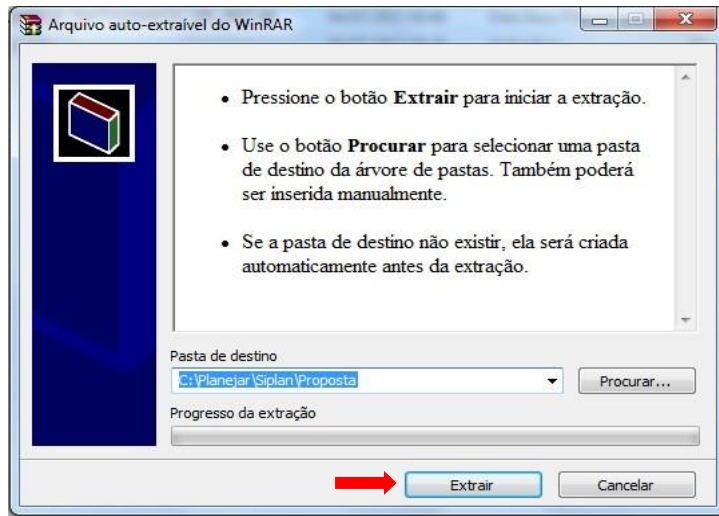 Arquivo auto-extraível do WinRAR
• Pressione o botão Extrair para iniciar a extração.
• Use o botão Procurar para selecionar uma pasta
de destino da árvore de pastas. Também poderá
ser inserida manualmente.
• Se a pasta de destino não existir, ela será criada
automaticamente antes da extração.
Pasta de destino
C:\Planejar\Siplan\Proposta
Procurar...
Progresso da extração
Extrair
Cancelar